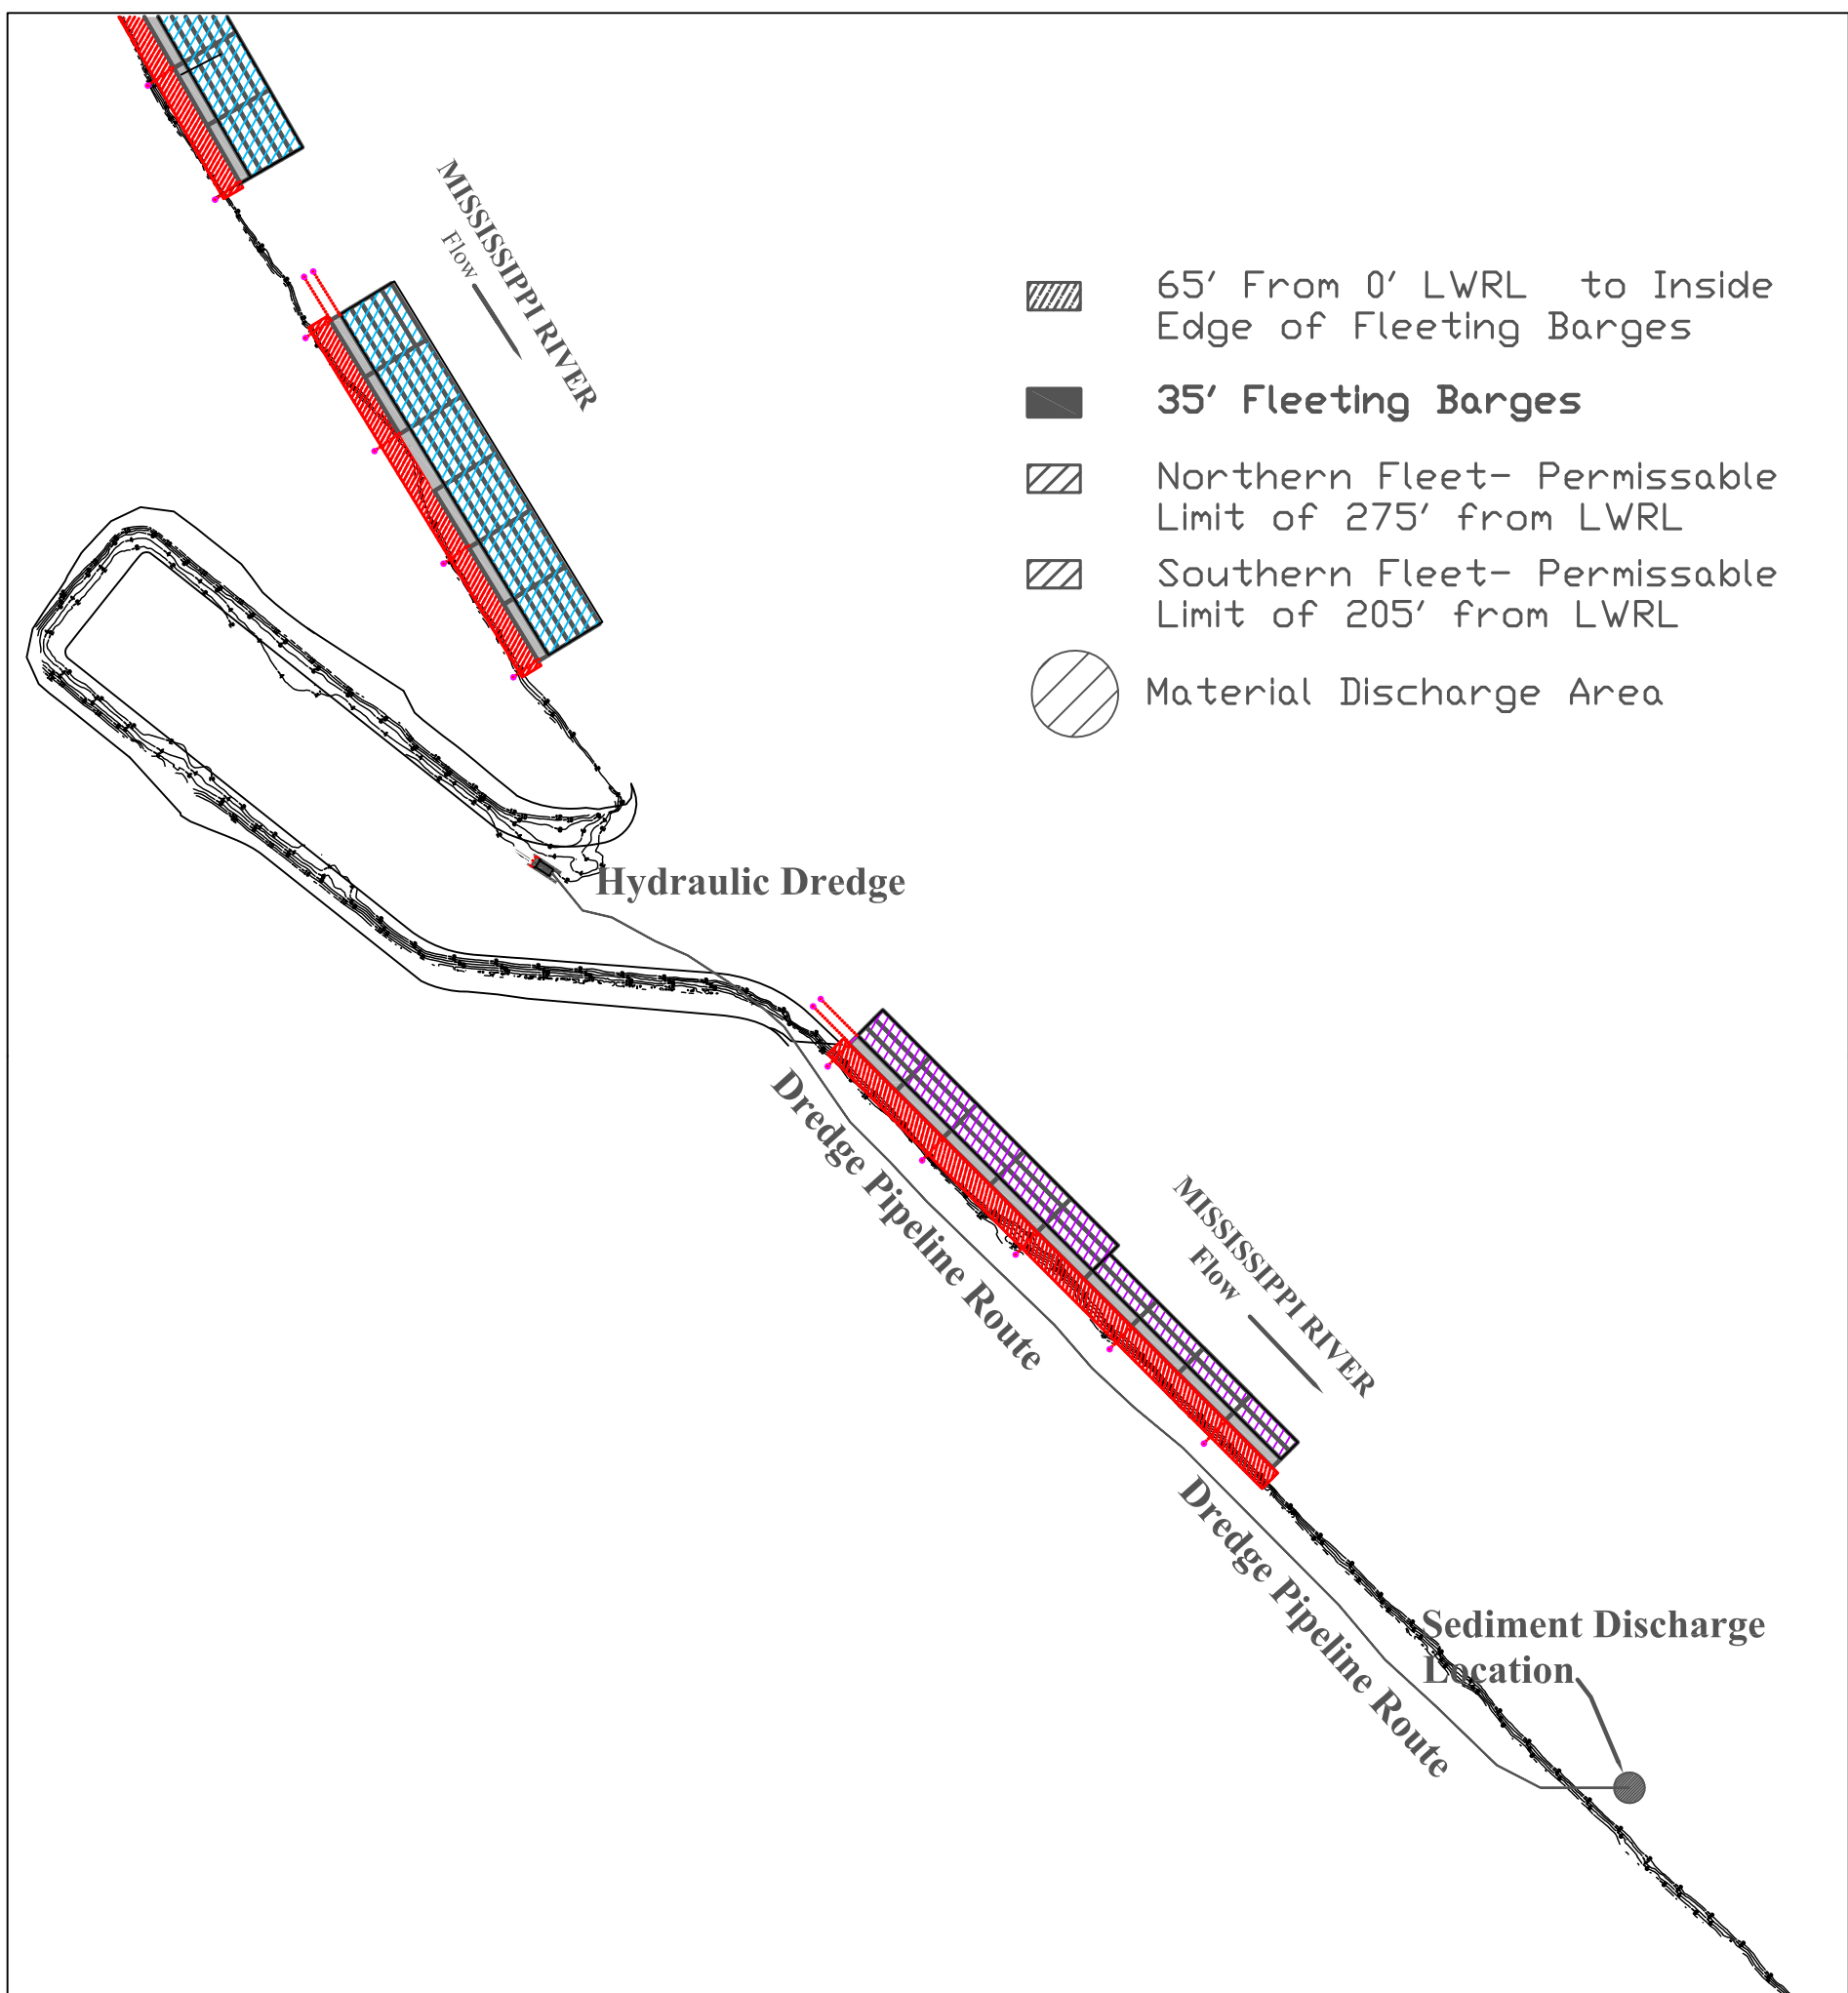 MISSISSIPPI RIVER
Flow
65' From 0' LWRL to Inside
Edge of Fleeting Barges
35' Fleeting Barges
Northern Fleet- Permissable
Limit of 275' from LWRL
Southern Fleet- Permissable
Limit of 205' from LWRL
Material Discharge Area
Hydraulic Dredge
Dredge Pipeline Route
MISSISSIPPI RIVER
Flow
Dredge Pipeline Route
Sediment Discharge
Location